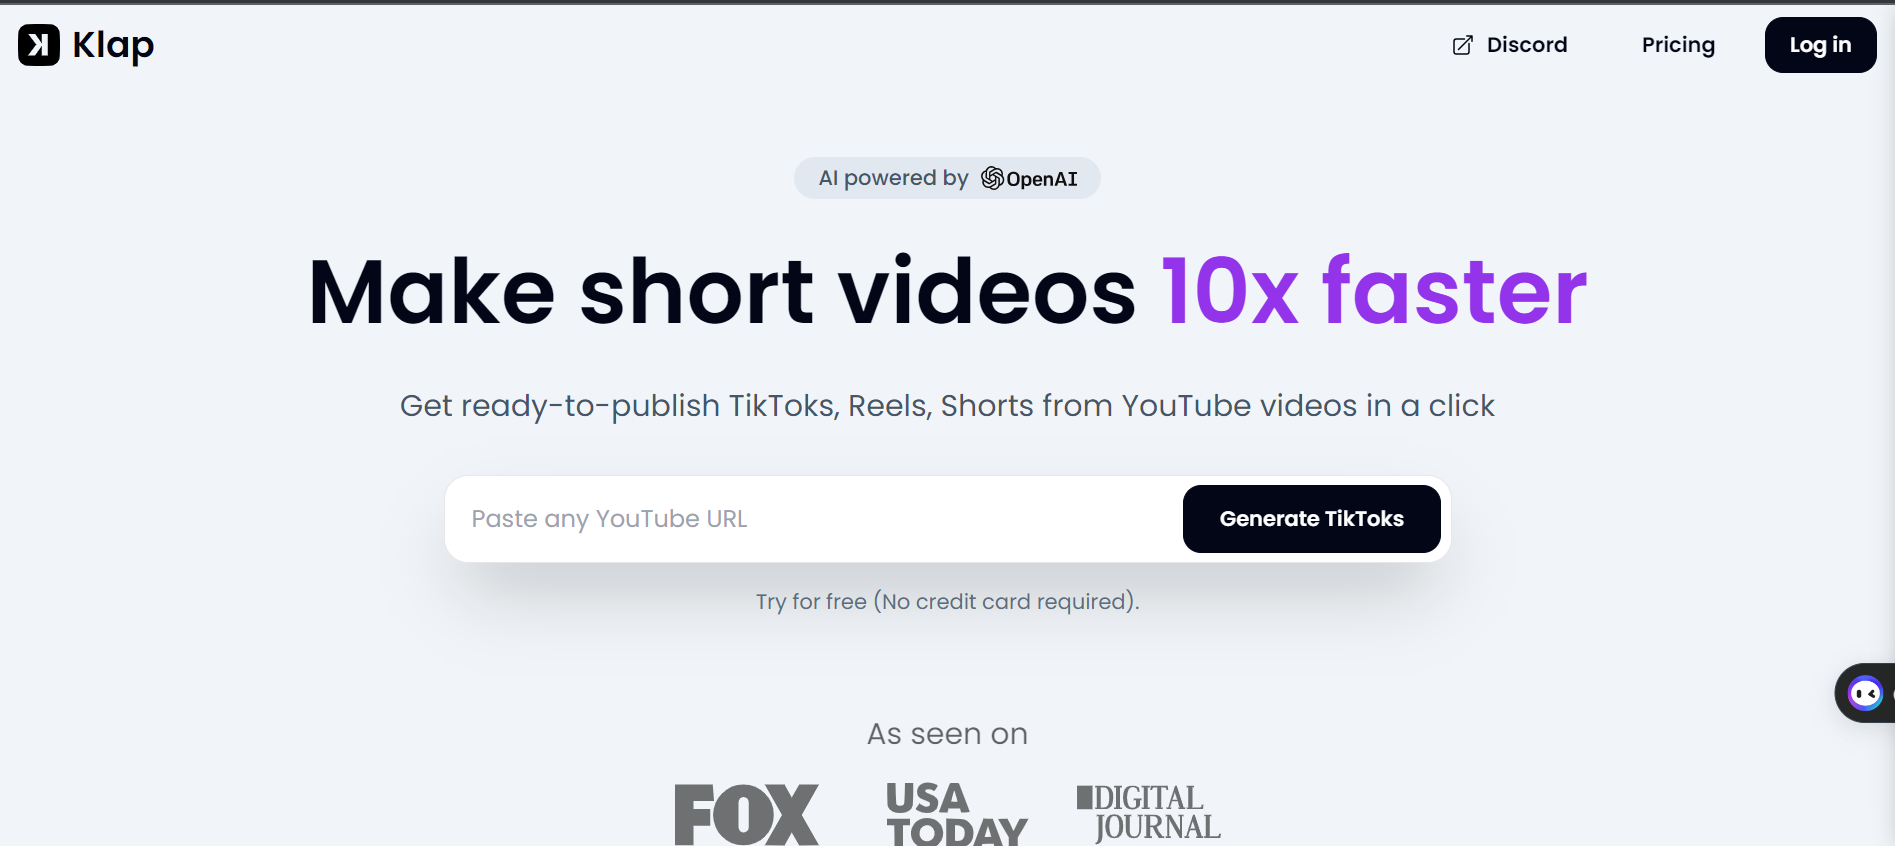 Klap
Discord
Pricing
Log in
AI powered by OpenAI
Make short videos 10x faster
Get ready-to-publish TikToks, Reels, Shorts from YouTube videos in a click
Paste any YouTube URL
Generate TikToks
Try for free (No credit card required).
As seen on
FOX
USA
TODAY
DIGITAL
JOURNAL